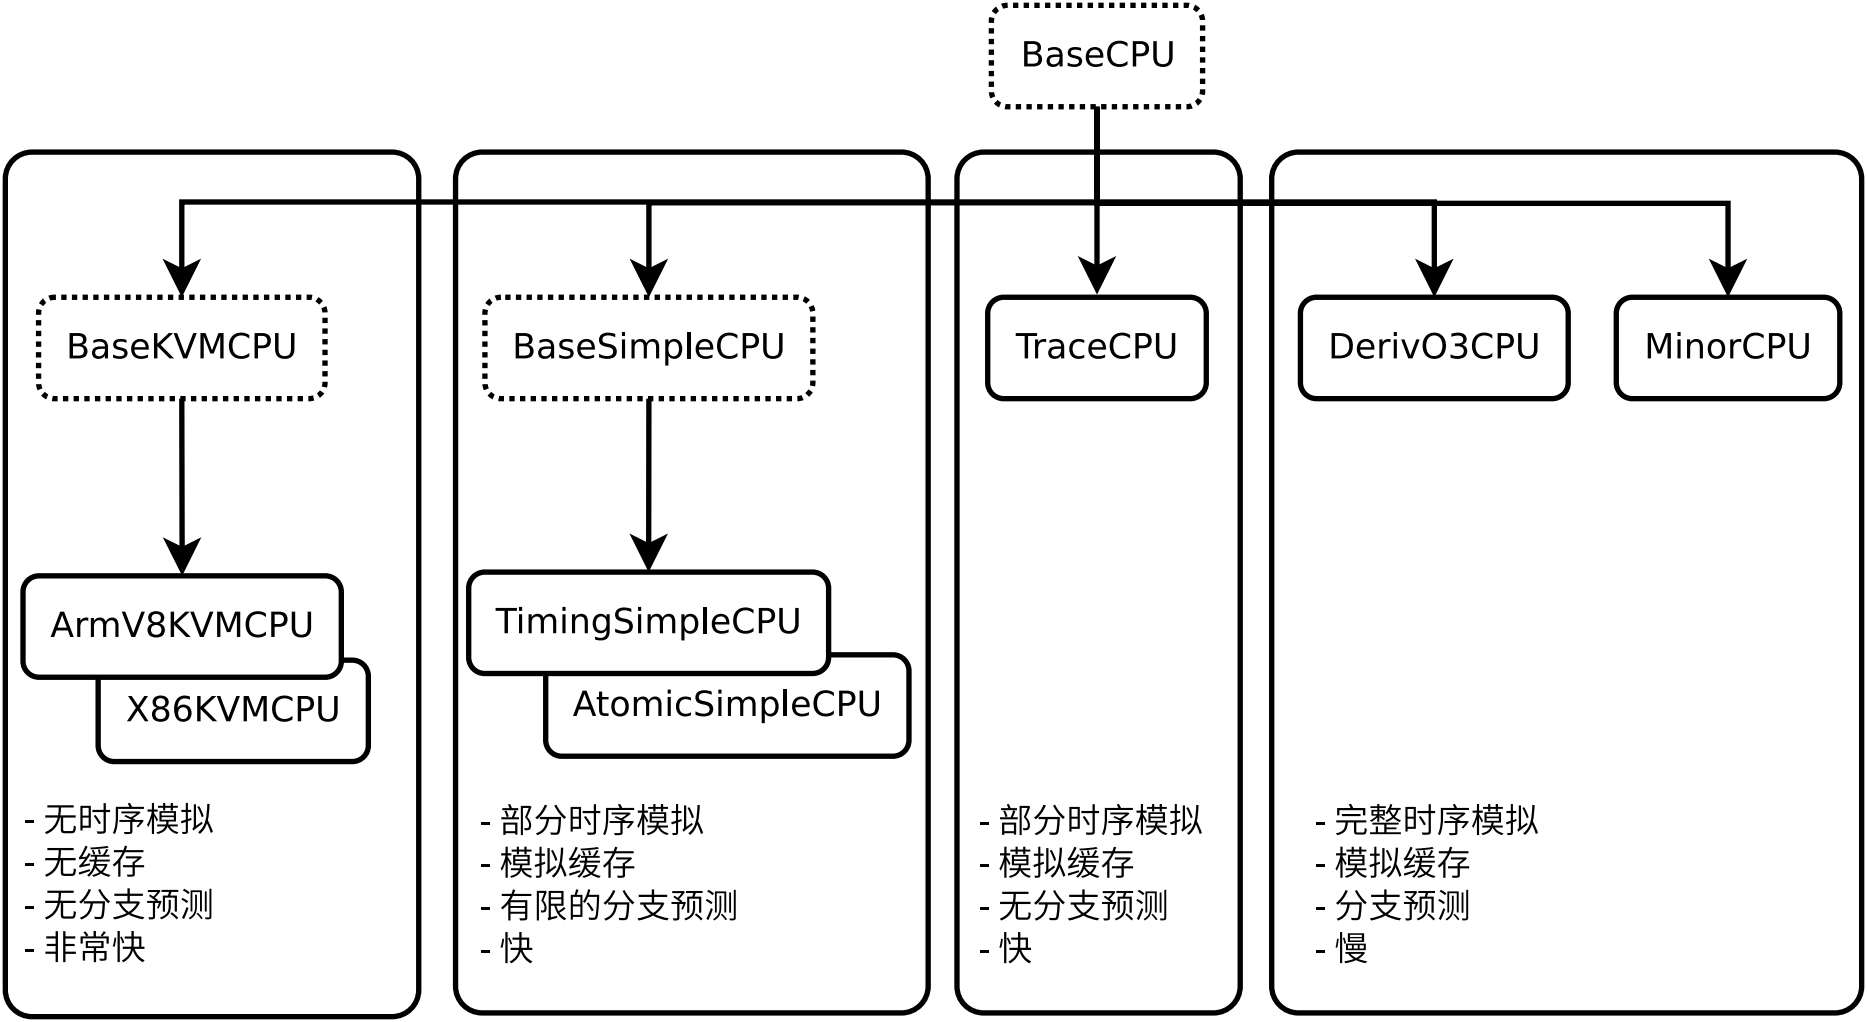 BaseCPU
BaseKVMCPU
BaseSimpleCPU
TraceCPU
DerivO3CPU
MinorCPU
ArmV8KVMCPU
X86KVMCPU
TimingSimpleCPU
AtomicSimpleCPU
- 无时序模拟
- 无缓存
- 无分支预测
- 非常快
- 部分时序模拟
- 模拟缓存
- 有限的分支预测
- 快
- 部分时序模拟
- 模拟缓存
- 无分支预测
- 快
- 完整时序模拟
- 模拟缓存
- 分支预测
- 慢